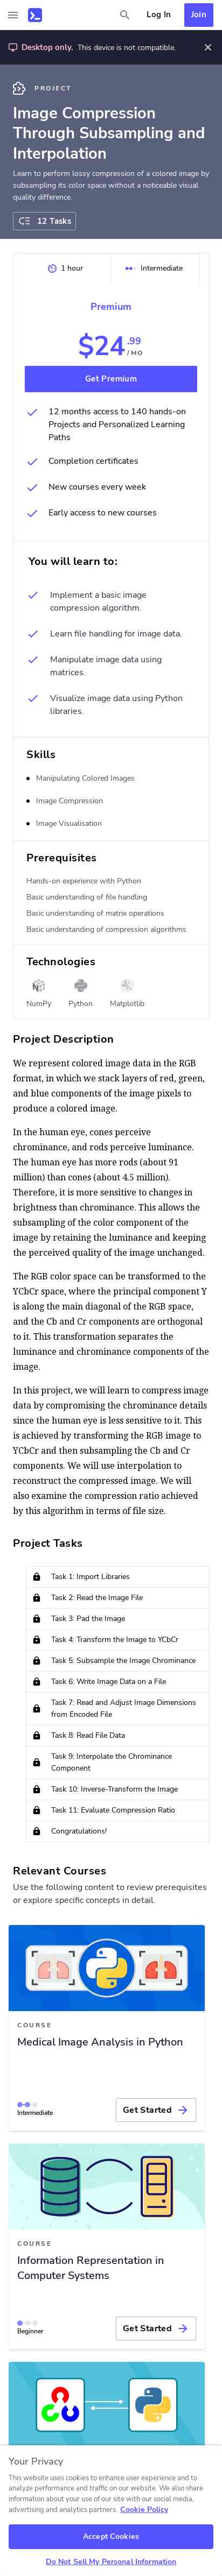 Log In
Join
Desktop only. This device is not compatible.
PROJECT
Image Compression
Through Subsampling and
Interpolation
Learn to perform lossy compression of a colored image by
subsampling its color space without a noticeable visual
quality difference.
12 Tasks
1 hour
Intermediate
Premium
$24.99
/MO
Get Premium
12 months access to 140 hands-on
Projects and Personalized Learning
Paths
Completion certificates
New courses every week
Early access to new courses
You will learn to:
Implement a basic image
compression algorithm.
Learn file handling for image data.
Manipulate image data using
matrices.
Visualize image data using Python
libraries.
Skills
Manipulating Colored Images
Image Compression
Image Visualisation
Prerequisites
Hands-on experience with Python
Basic understanding of file handling
Basic understanding of matrix operations
Basic understanding of compression algorithms
Technologies
NumPy
Python
Matplotlib
Project Description
We represent colored image data in the RGB
format, in which we stack layers of red, green,
and blue components of the image pixels to
produce a colored image.
In the human eye, cones perceive
chrominance, and rods perceive luminance.
The human eye has more rods (about 91
million) than cones (about 4.5 million).
Therefore, it is more sensitive to changes in
brightness than chrominance. This allows the
subsampling of the color component of the
image by retaining the luminance and keeping
the perceptual quality of the image unchanged.
The RGB color space can be transformed to the
YCbCr space, where the principal component Y
is along the main diagonal of the RGB space,
and the Cb and Cr components are orthogonal
to it. This transformation separates the
luminance and chrominance components of the
image.
In this project, we will learn to compress image
data by compromising the chrominance details
since the human eye is less sensitive to it. This
is achieved by transforming the RGB image to
YCbCr and then subsampling the Cb and Cr
components. We will use interpolation to
reconstruct the compressed image. We will
also examine the compression ratio achieved
by this algorithm in terms of file size.
Project Tasks
Task 1: Import Libraries
Task 2: Read the Image File
Task 3: Pad the Image
Task 4: Transform the Image to YCbCr
Task 5: Subsample the Image Chrominance
Task 6: Write Image Data on a File
Task 7: Read and Adjust Image Dimensions
from Encoded File
Task 8: Read File Data
Task 9: Interpolate the Chrominance
Component
Task 10: Inverse-Transform the Image
Task 11: Evaluate Compression Ratio
Congratulations!
Relevant Courses
Use the following content to review prerequisites
or explore specific concepts in detail.
COURSE
Medical Image Analysis in Python
Intermediate
Get Started
COURSE
Information Representation in
Computer Systems
Beginner
Get Started
Your Privacy
This website uses cookies to enhance user experience and to
analyze performance and traffic on our website. We also share
information about your use of our site with our social media,
advertising and analytics partners. Cookie Policy
Accept Cookies
Do Not Sell My Personal Information